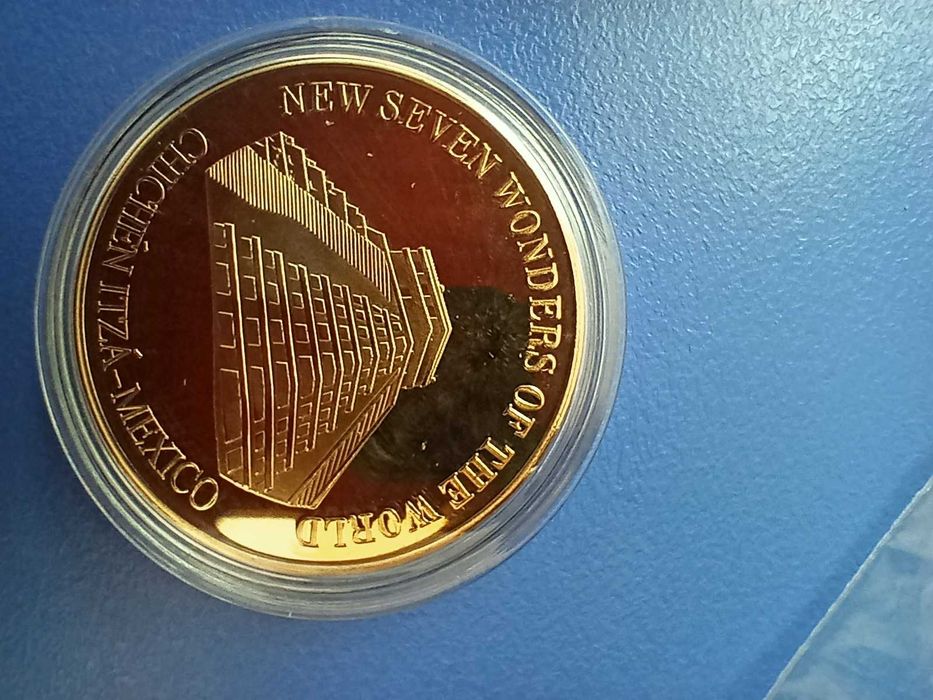 NEW SEVEN WONDERS OF THE WORLD
CHICHÉN ITZÁ–MEXICO